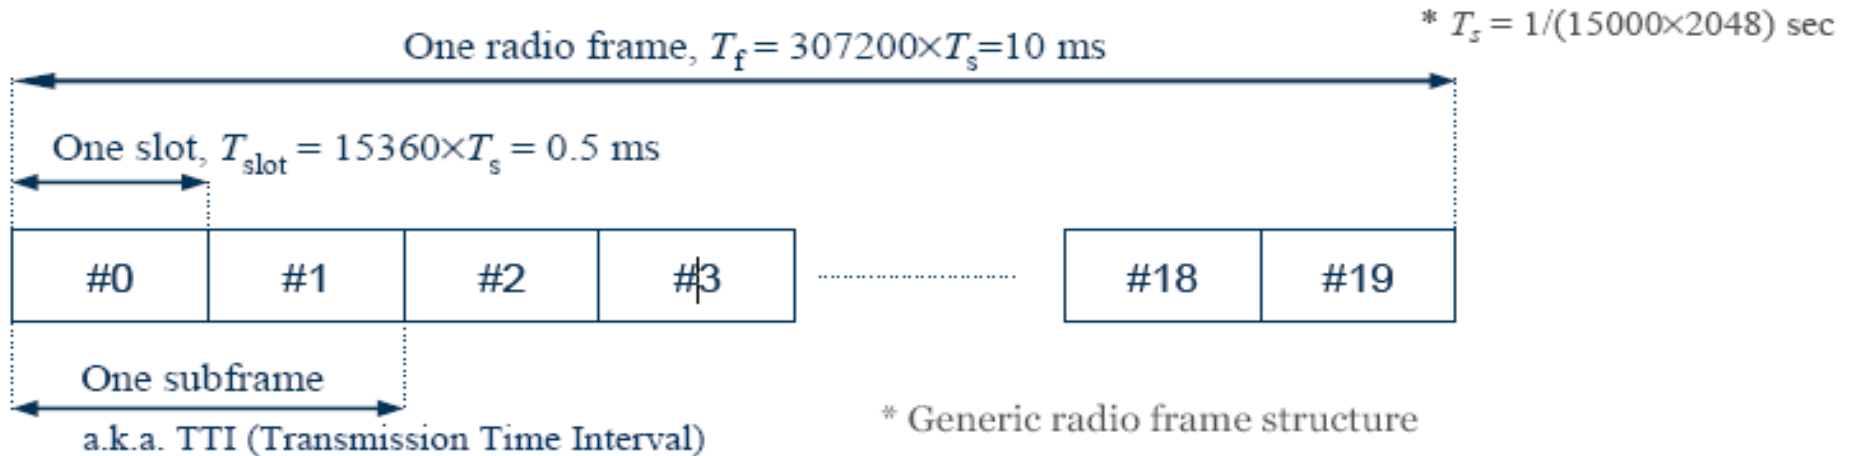 * Ts = 1/(15000×2048) sec
One radio frame, Tf = 307200×Ts=10 ms
One slot, Tslot = 15360×Ts = 0.5 ms
#0 #1 #2 #3 #18 #19
One subframe
a.k.a. TTI (Transmission Time Interval)
* Generic radio frame structure